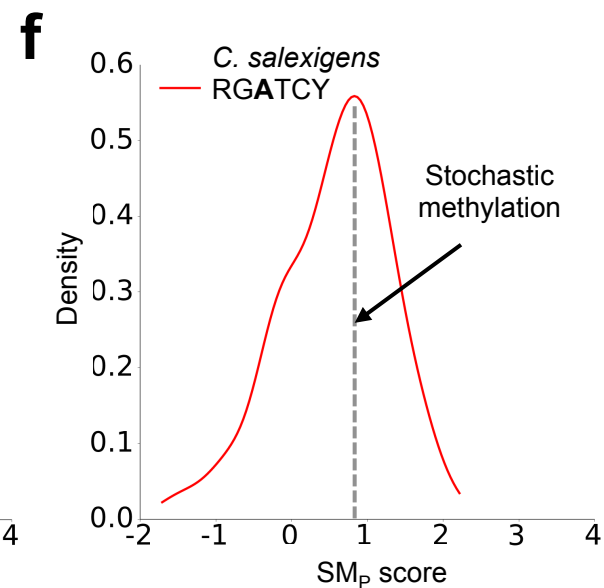 f
C. salexigens
RGATCY
0.6
0.5
0.4
0.3
0.2
0.1
0.0
Density
Stochastic
methylation
4
-2 -1 0 1 2 3 4
SMP score